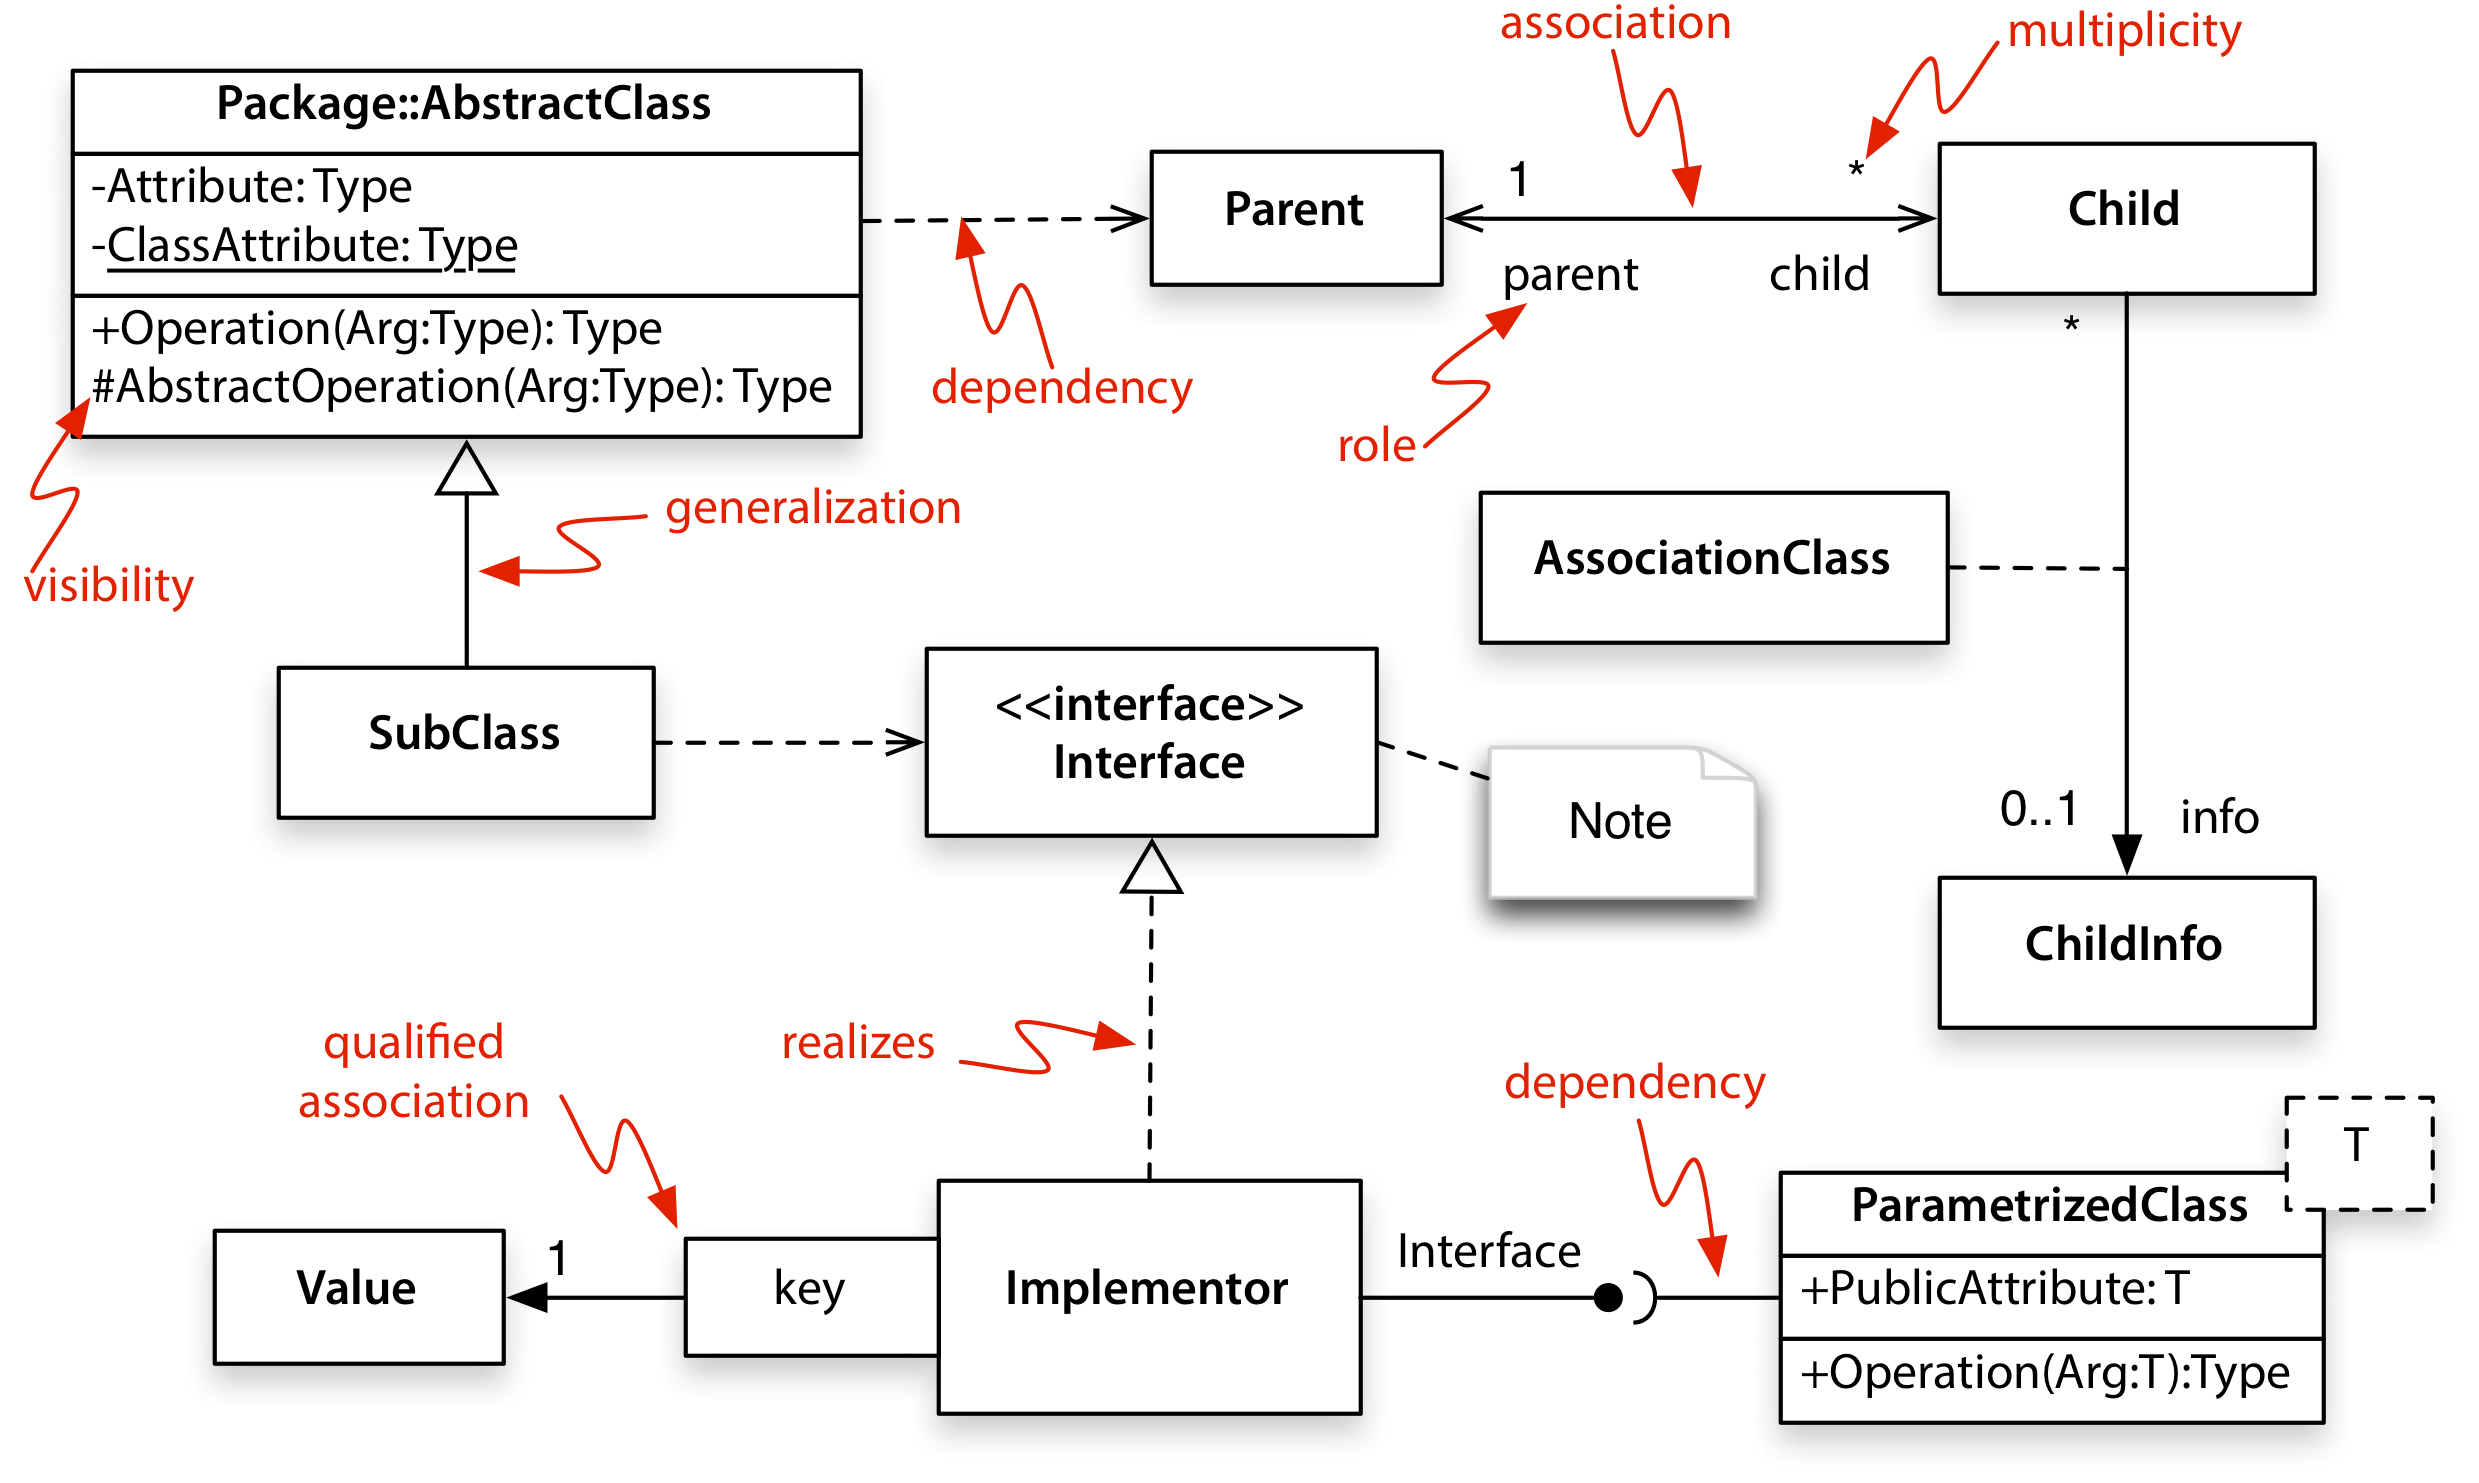 association
multiplicity
Package::AbstractClass
-Attribute: Type
-ClassAttribute: Type
+Operation(Arg:Type): Type
#AbstractOperation(Arg:Type): Type
Parent
1
*
Child
parent
child
*
dependency
role
visibility
generalization
AssociationClass
SubClass
<<interface>>
Interface
Note
0..1
info
ChildInfo
qualified
association
realizes
dependency
T
Value
1
key
Implementor
Interface
ParametrizedClass
+PublicAttribute: T
+Operation(Arg:T):Type